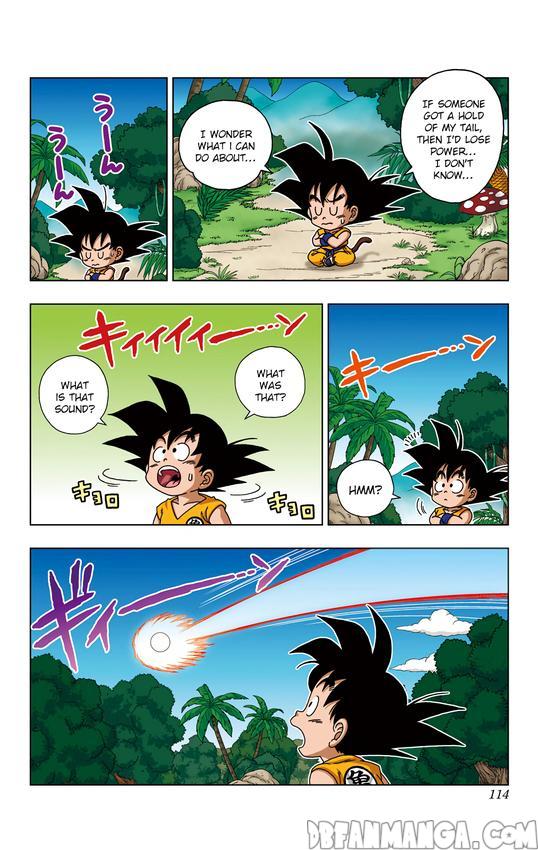 IF SOMEONE
GOT A HOLD
OF MY TAIL,
THEN I'D LOSE
POWER...
I DON'T
KNOW...
I WONDER
WHAT I CAN
DO ABOUT...
うーん
うーん
キーーン
HMM?
キィイイイー…ン
WHAT
WAS
THAT?
WHAT
IS THAT
SOUND?
キョロ
キョロ
ギィーーーン
亀
114
DBFANMANGA.COM